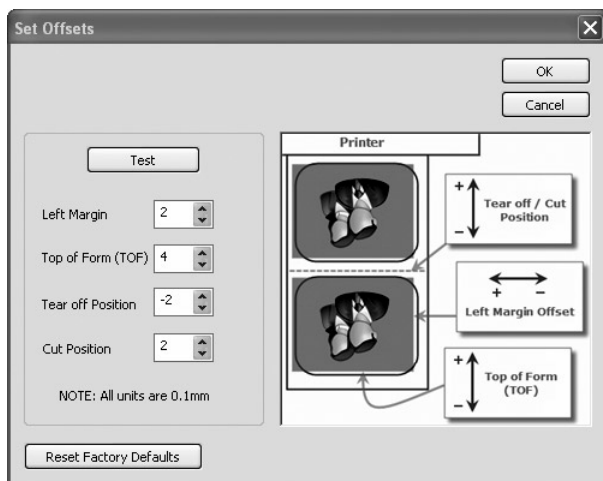 Set Offsets
OK
Cancel
Test
Left Margin 2
Top of Form (TOF) 4
Tear off Position -2
Cut Position 2
NOTE: All units are 0.1mm
Reset Factory Defaults
Printer
+
−
Tear off / Cut
Position
+ −
Left Margin Offset
+
−
Top of Form
(TOF)